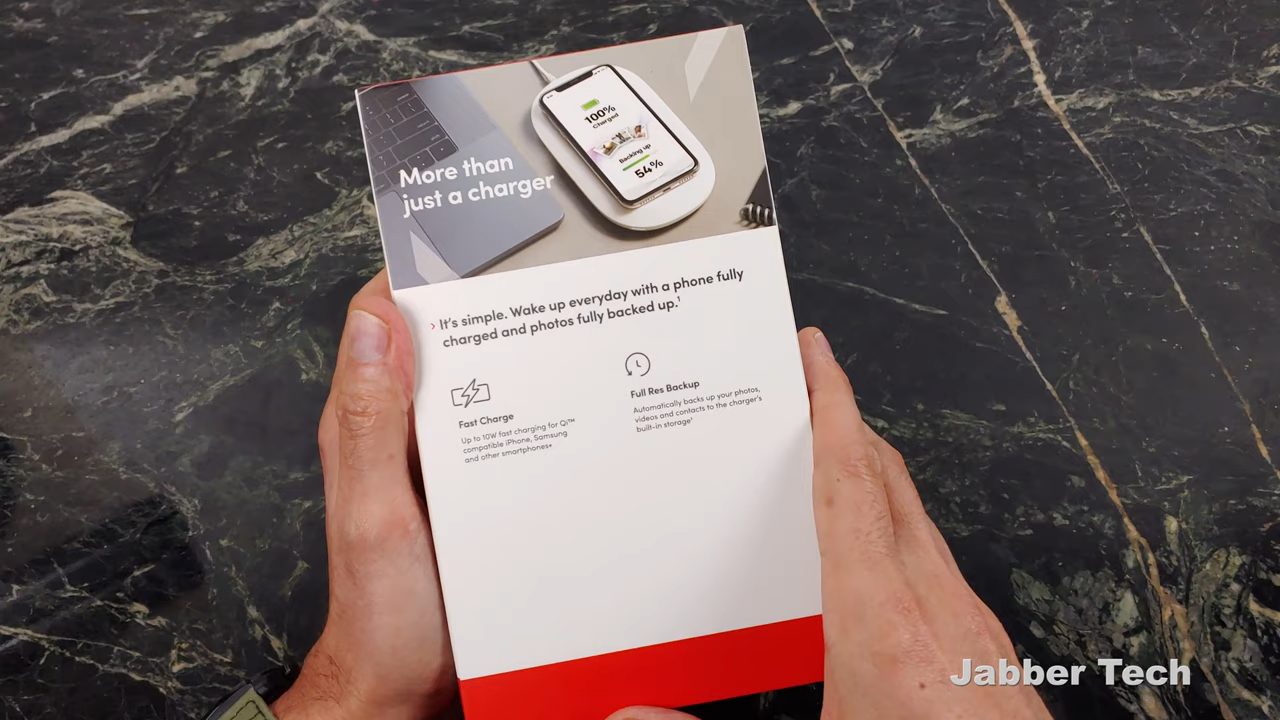 More than
just a charger
100%
Charged
Backing up
54%
› It's simple. Wake up everyday with a phone fully
charged and photos fully backed up.¹
Fast Charge
Up to 10W fast charging for Qi™
compatible iPhone, Samsung
and other smartphones*
Full Res Backup
Automatically backs up your photos,
videos and contacts to the charger's
built-in storage¹
Jabber Tech